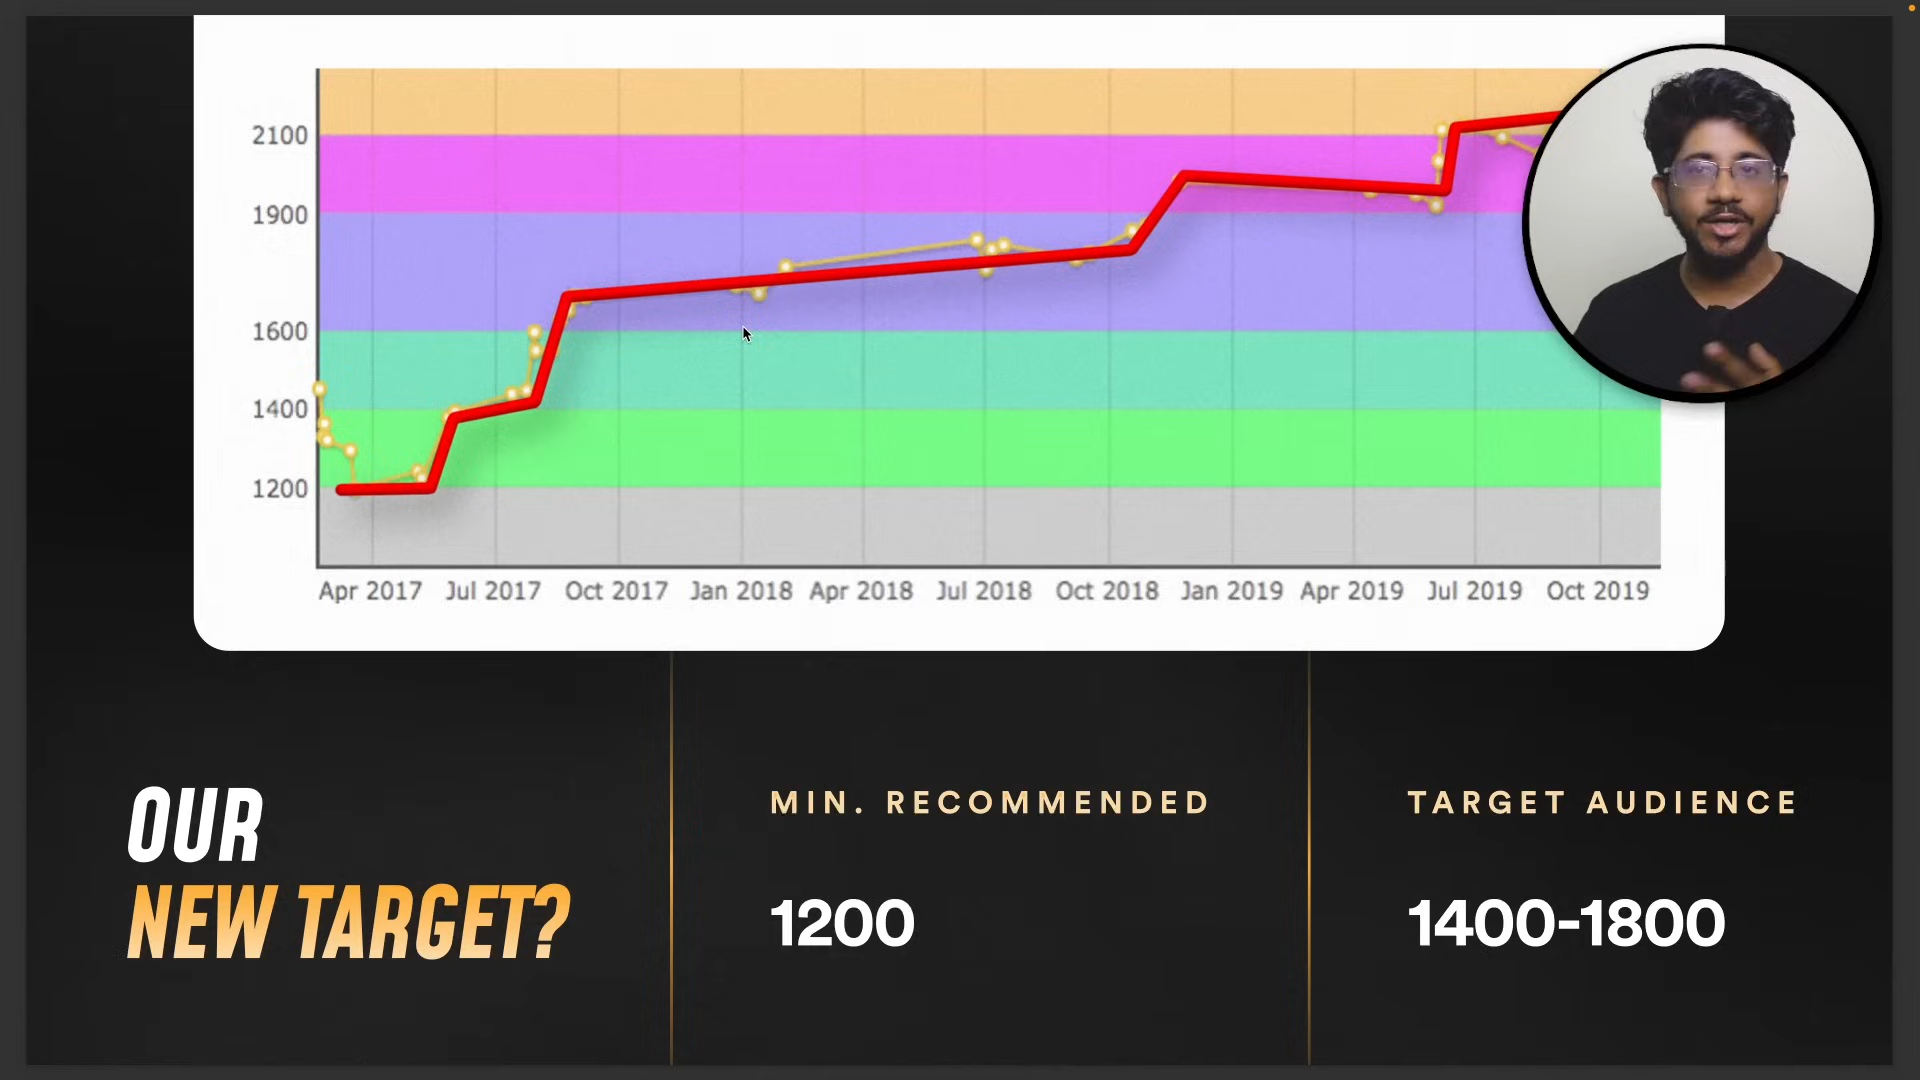 2100
1900
1600
1400
1200
Apr 2017 Jul 2017 Oct 2017 Jan 2018 Apr 2018 Jul 2018 Oct 2018 Jan 2019 Apr 2019 Jul 2019 Oct 2019
OUR
NEW TARGET?
MIN. RECOMMENDED
1200
TARGET AUDIENCE
1400-1800